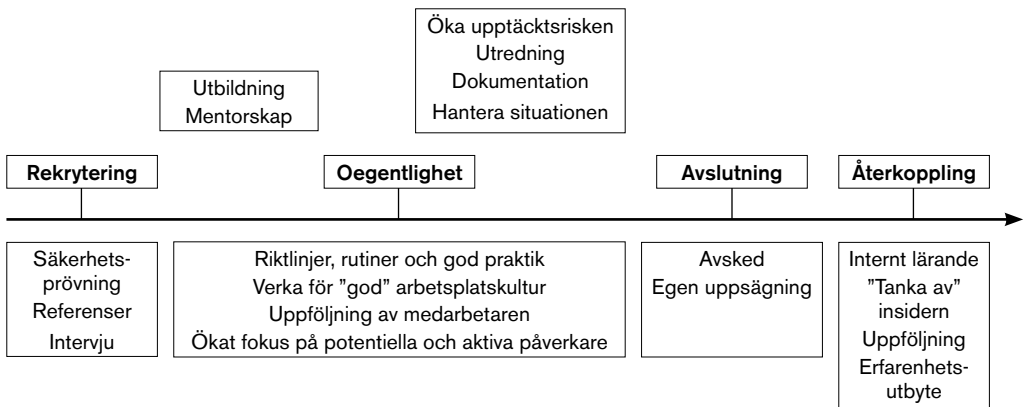 Öka upptäcktsrisken
Utredning
Dokumentation
Hantera situationen
Utbildning
Mentorskap
Rekrytering
Oegentlighet
Avslutning
Återkoppling
Säkerhets-
prövning
Referenser
Intervju
Riktlinjer, rutiner och god praktik
Verka för ”god” arbetsplatskultur
Uppföljning av medarbetaren
Ökat fokus på potentiella och aktiva påverkare
Avsked
Egen uppsägning
Internt lärande
”Tanka av”
insidern
Uppföljning
Erfarenhets-
utbyte